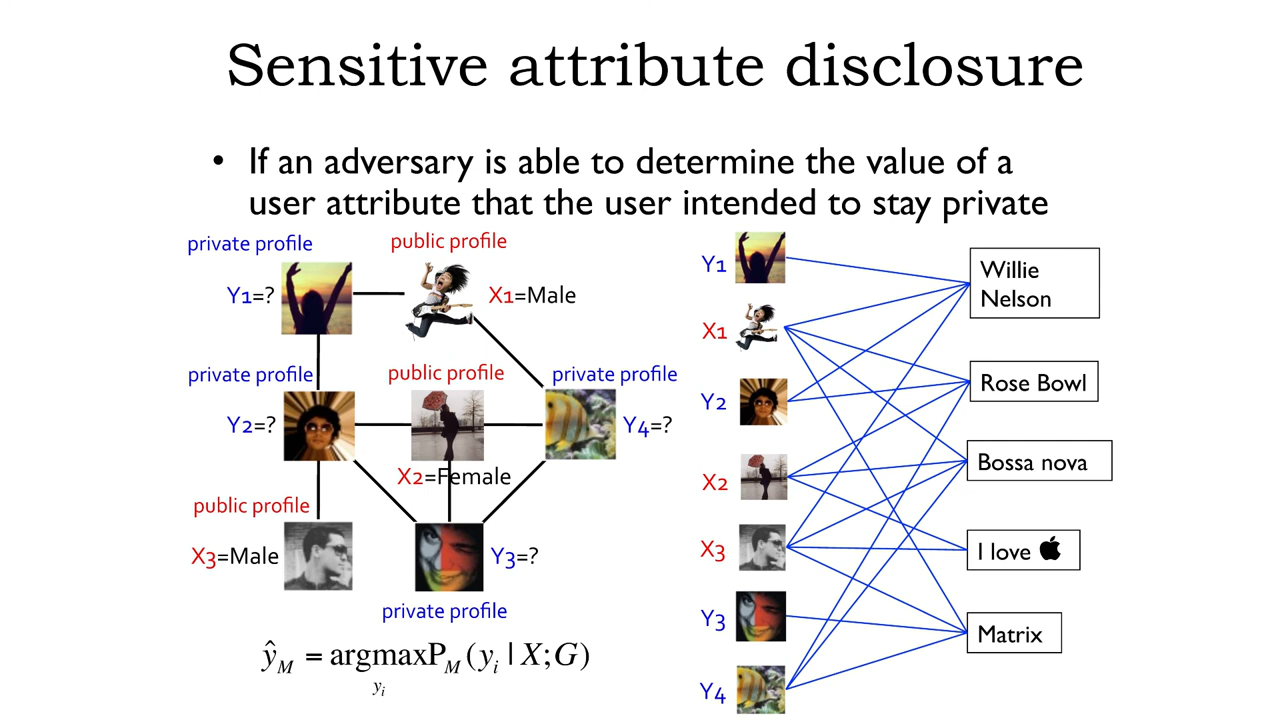 Sensitive attribute disclosure
• If an adversary is able to determine the value of a
user attribute that the user intended to stay private
private profile
public profile
Y1=?
X1=Male
private profile
public profile
private profile
Y2=?
Y4=?
X2=Female
public profile
X3=Male
Y3=?
private profile
ŷM = argmaxPM(yi | X;G)
yi
Y1
X1
Y2
X2
X3
Y3
Y4
Willie
Nelson
Rose Bowl
Bossa nova
I love
Matrix